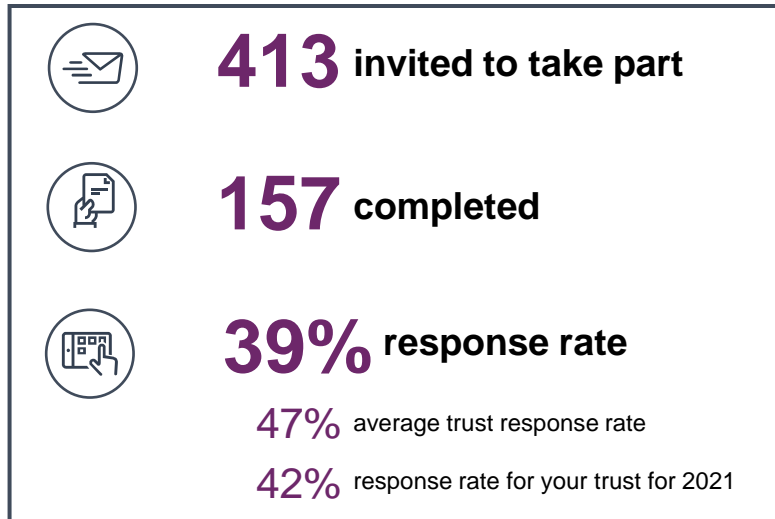 413 invited to take part
157 completed
39% response rate
47% average trust response rate
42% response rate for your trust for 2021